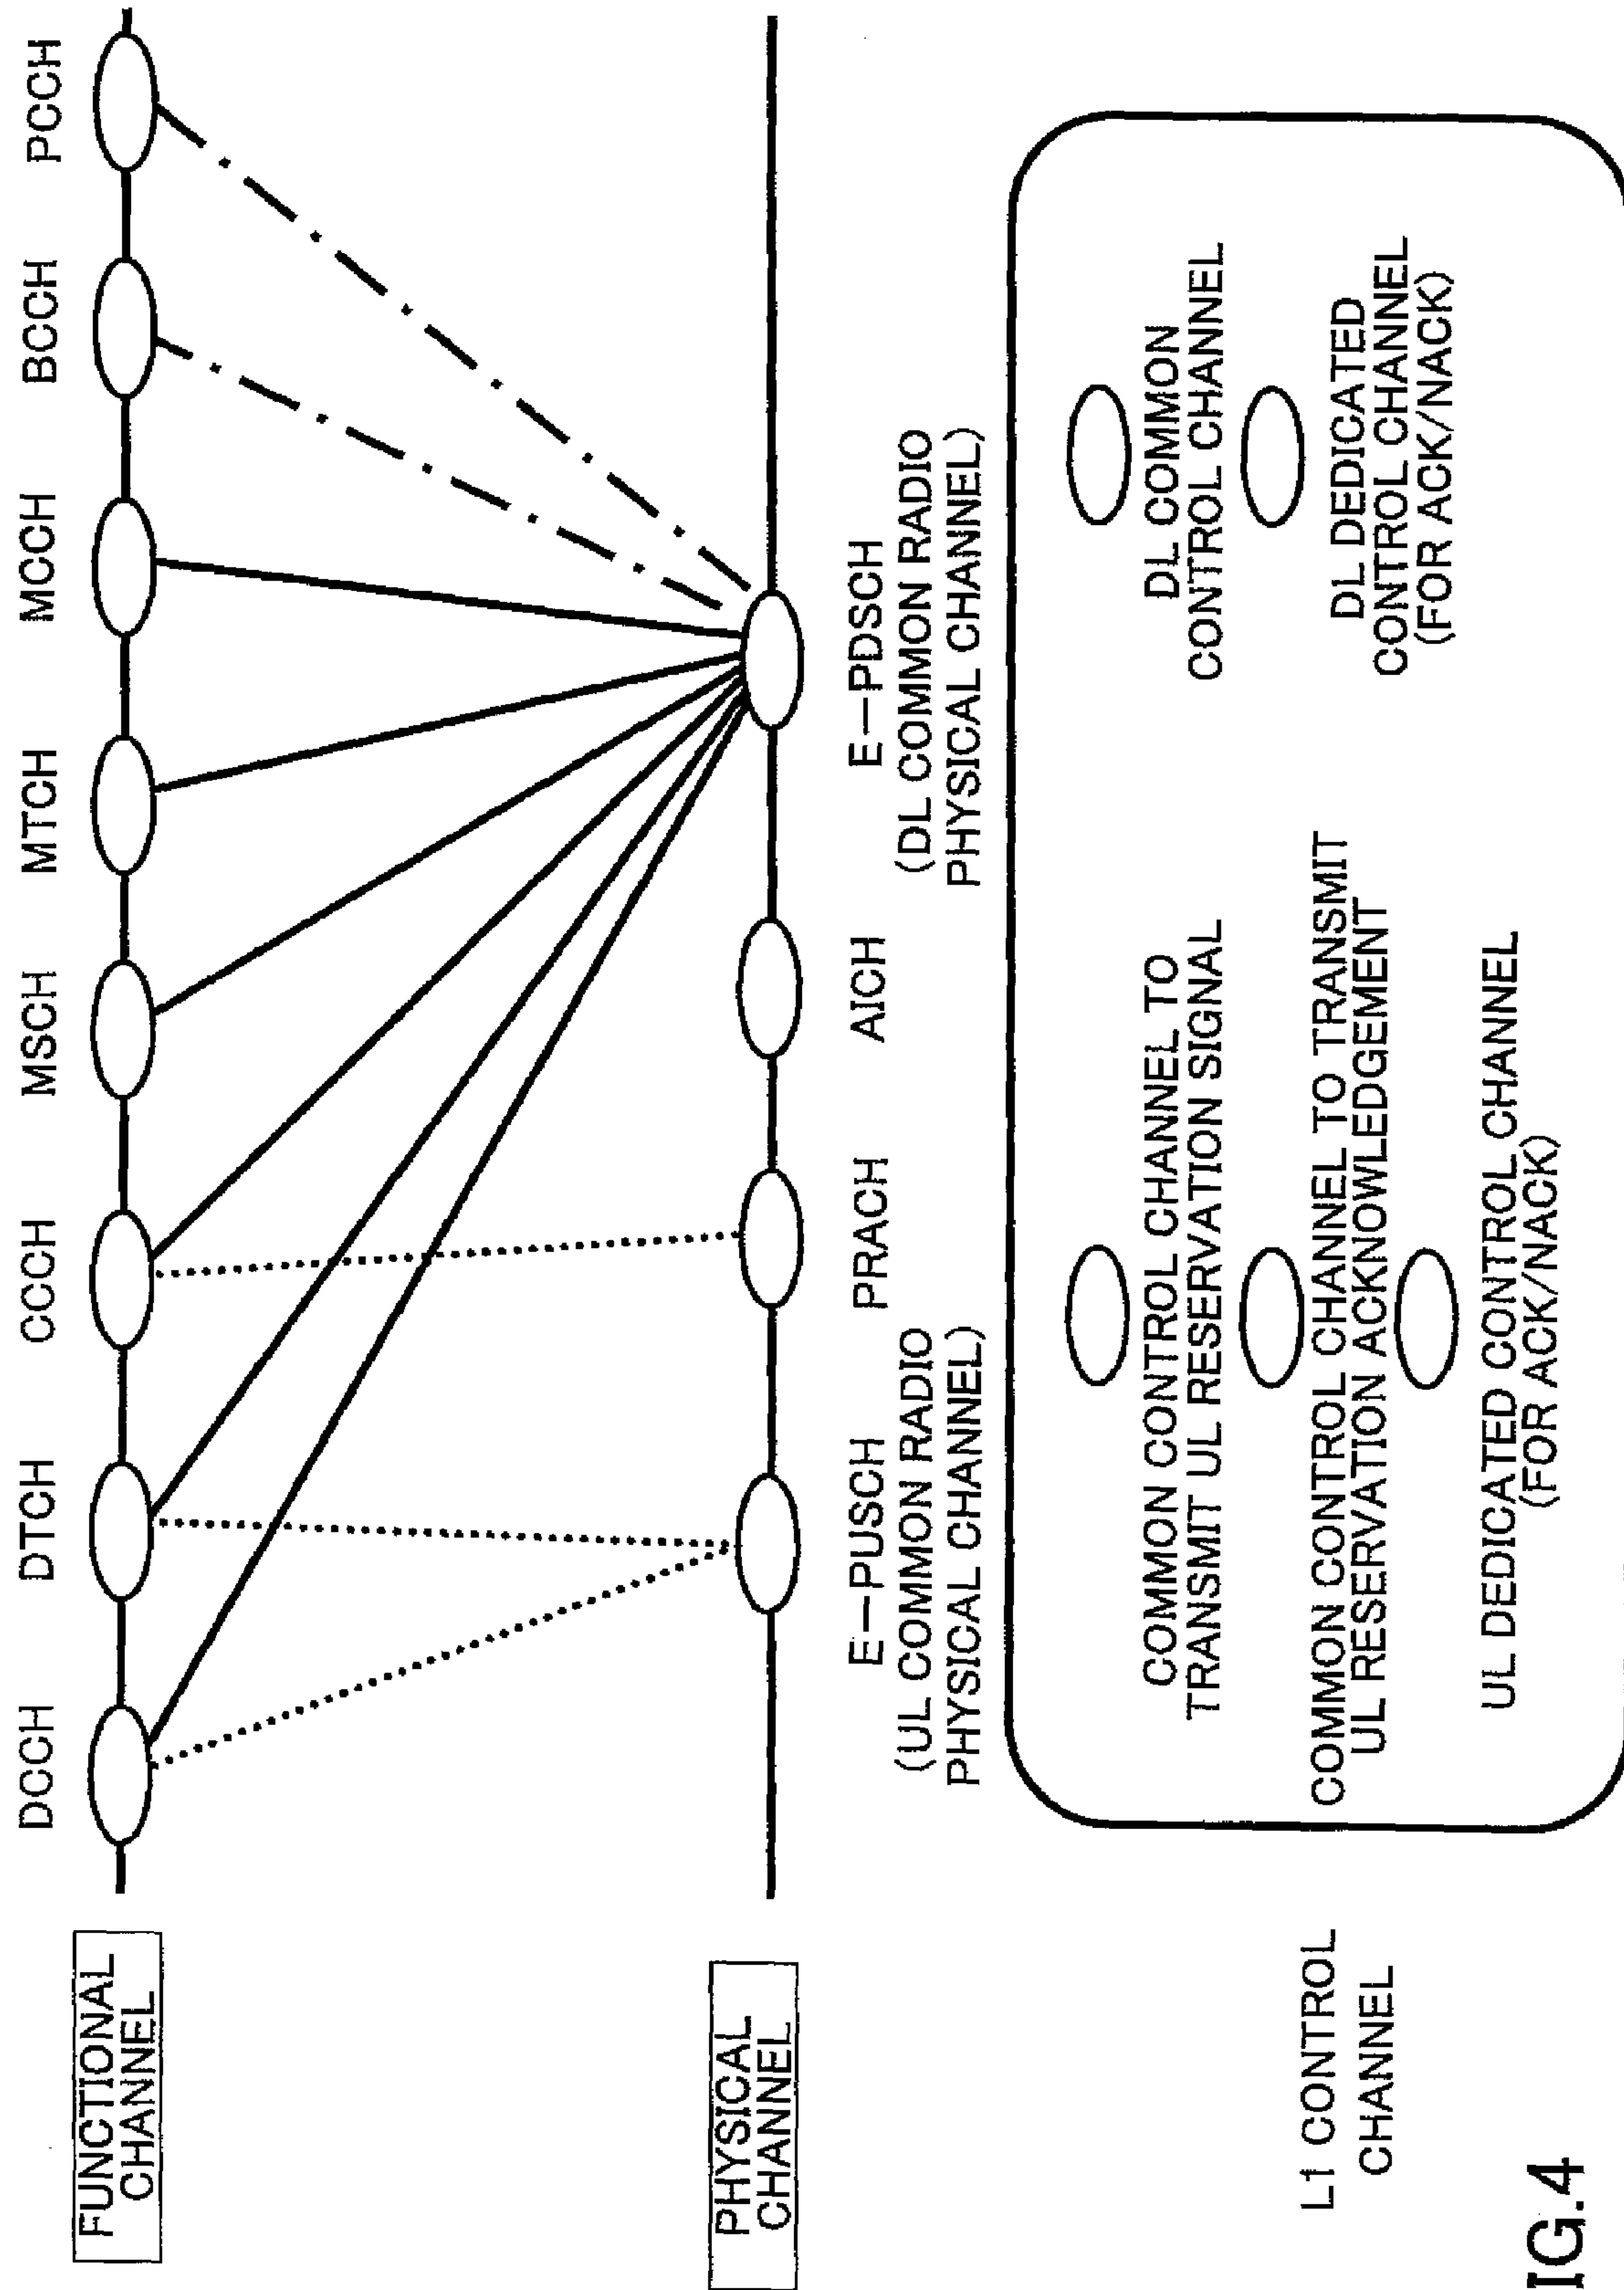 FUNCTIONAL
CHANNEL
DCCH
DTCH
CCCH
MSCH
MTCH
MCCH
BCCH
PCCH
PHYSICAL
CHANNEL
E-PUSCH
(UL COMMON RADIO
PHYSICAL CHANNEL)
PRACH
AICH
E-PDSCH
(DL COMMON RADIO
PHYSICAL CHANNEL)
L1 CONTROL
CHANNEL
COMMON CONTROL CHANNEL TO
TRANSMIT UL RESERVATION SIGNAL
COMMON CONTROL CHANNEL TO TRANSMIT
UL RESERVATION ACKNOWLEDGEMENT
UL DEDICATED CONTROL CHANNEL
(FOR ACK/NACK)
DL COMMON
CONTROL CHANNEL
DL DEDICATED
CONTROL CHANNEL
(FOR ACK/NACK)
IG.4